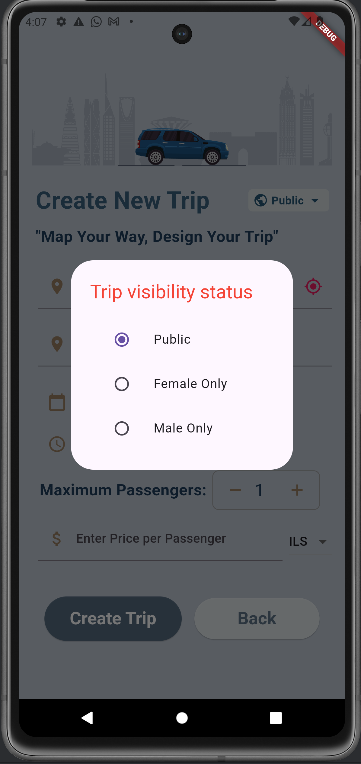 4:07
DEBUG
Create New Trip
Public
"Map Your Way, Design Your Trip"
Trip visibility status
Public
Female Only
Male Only
Maximum Passengers: − 1 +
$ Enter Price per Passenger ILS
Create Trip Back